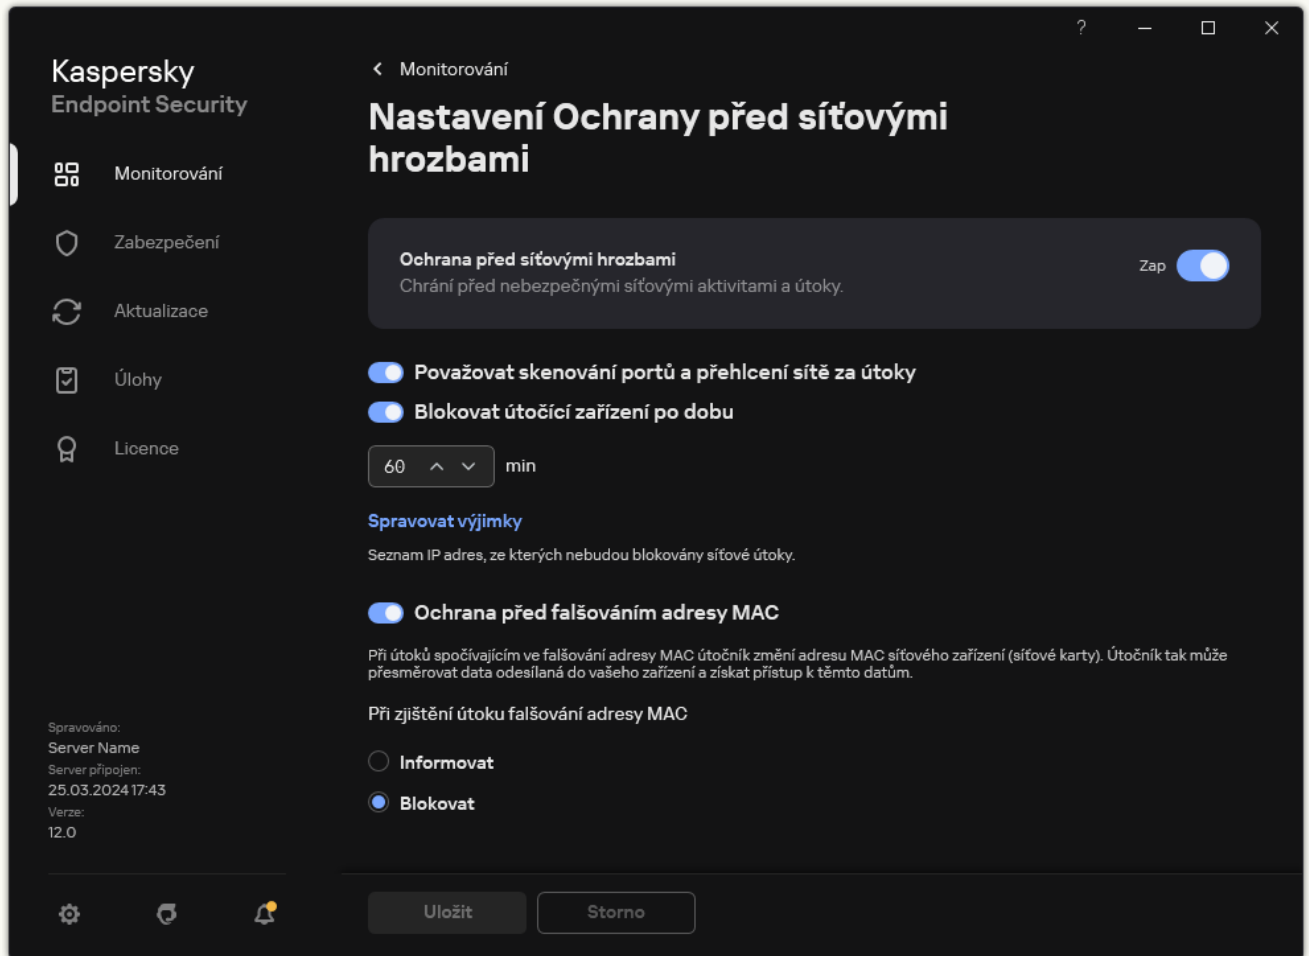 ?
Kaspersky
Endpoint Security
Monitorování
Zabezpečení
Aktualizace
Úlohy
Licence
Spravováno:
Server Name
Server připojen:
25.03.2024 17:43
Verze:
12.0
Monitorování
Nastavení Ochrany před síťovými
hrozbami
Ochrana před síťovými hrozbami
Chrání před nebezpečnými síťovými aktivitami a útoky.
Zap
Považovat skenování portů a přehlcení sítě za útoky
Blokovat útočící zařízení po dobu
60 min
Spravovat výjimky
Seznam IP adres, ze kterých nebudou blokovány síťové útoky.
Ochrana před falšováním adresy MAC
Při útoků spočívajícím ve falšování adresy MAC útočník změní adresu MAC síťového zařízení (síťové karty). Útočník tak může
přesměrovat data odesílaná do vašeho zařízení a získat přístup k těmto datům.
Při zjištění útoku falšování adresy MAC
Informovat
Blokovat
Uložit
Storno